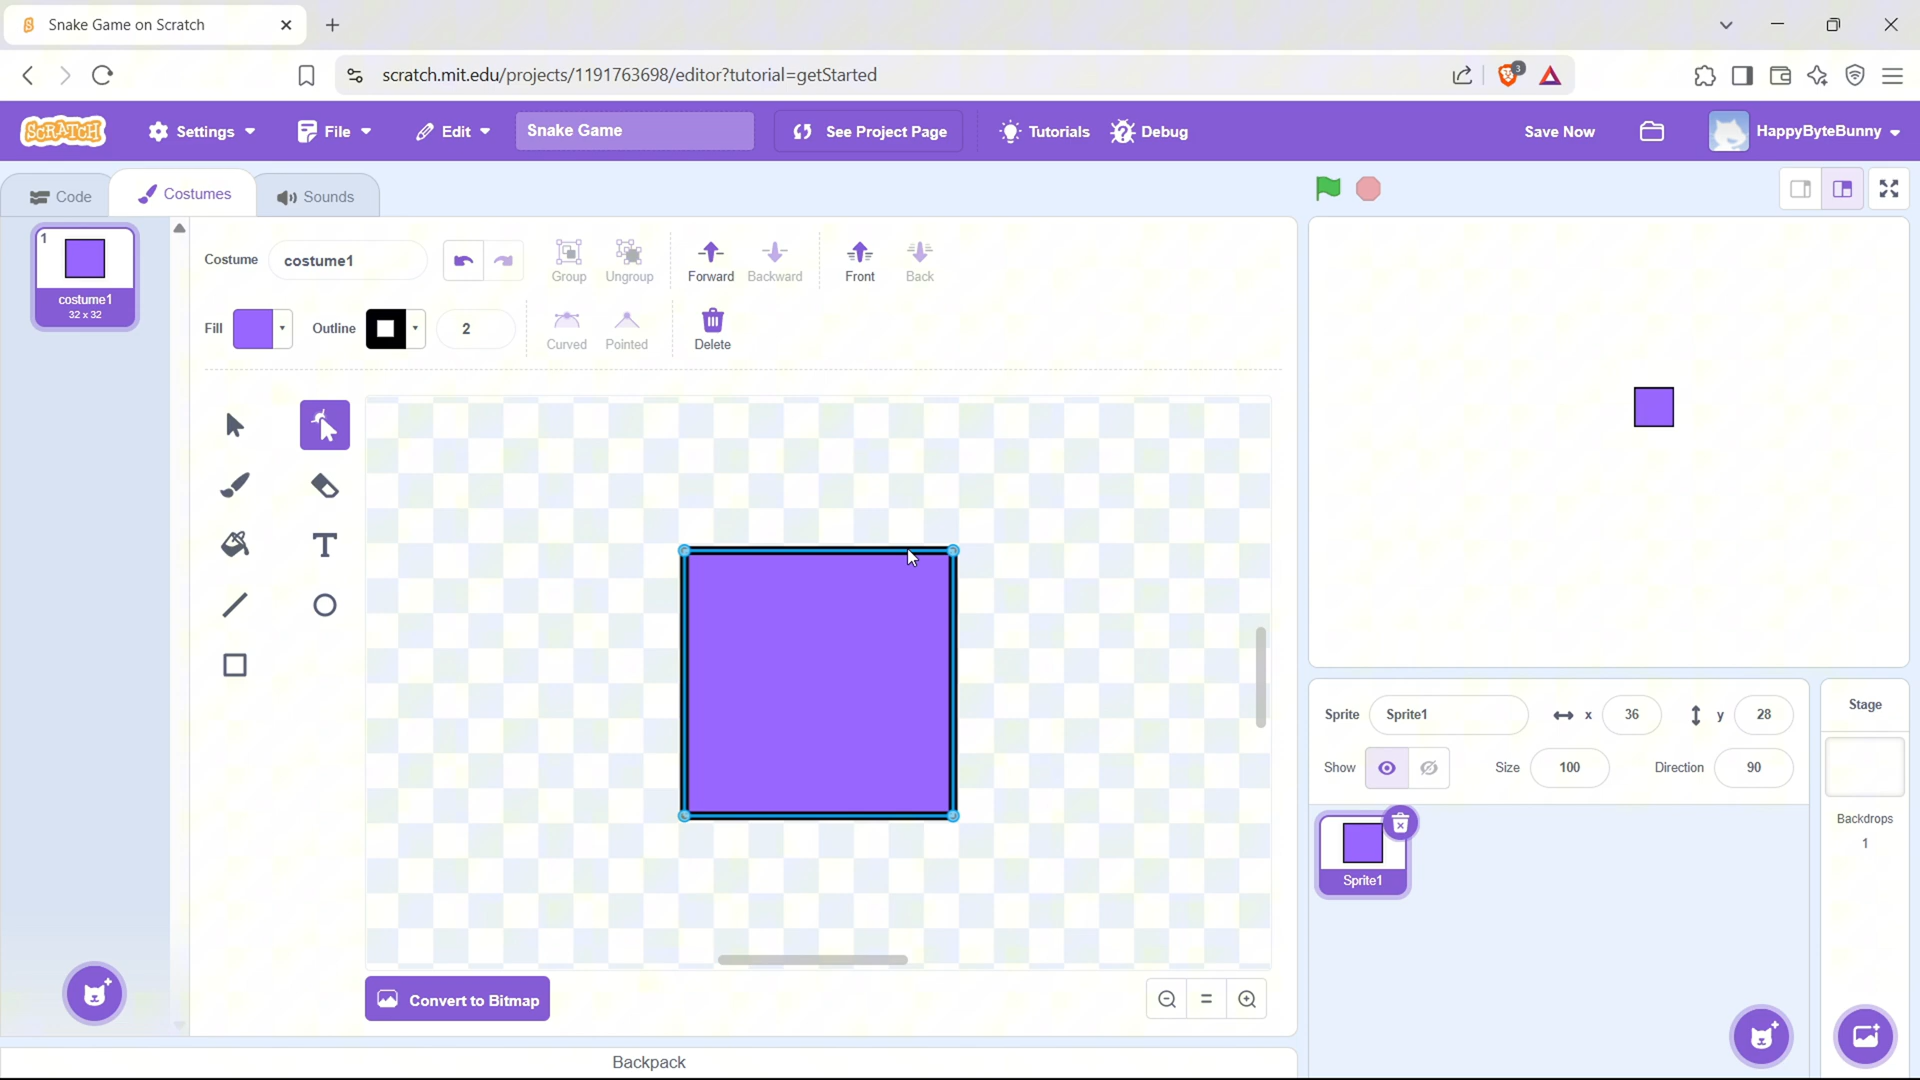 Snake Game on Scratch
scratch.mit.edu/projects/1191763698/editor?tutorial=getStarted
3
SCRATCH
Settings
File
Edit
Snake Game
See Project Page
Tutorials
Debug
Save Now
HappyByteBunny
Code
Costumes
Sounds
1
costume1
32 x 32
Costume
costume1
Group
Ungroup
Forward
Backward
Front
Back
Fill
Outline
2
Curved
Pointed
Delete
T
Convert to Bitmap
Backpack
Sprite
Sprite1
x
36
y
28
Show
Size
100
Direction
90
Sprite1
Stage
Backdrops
1